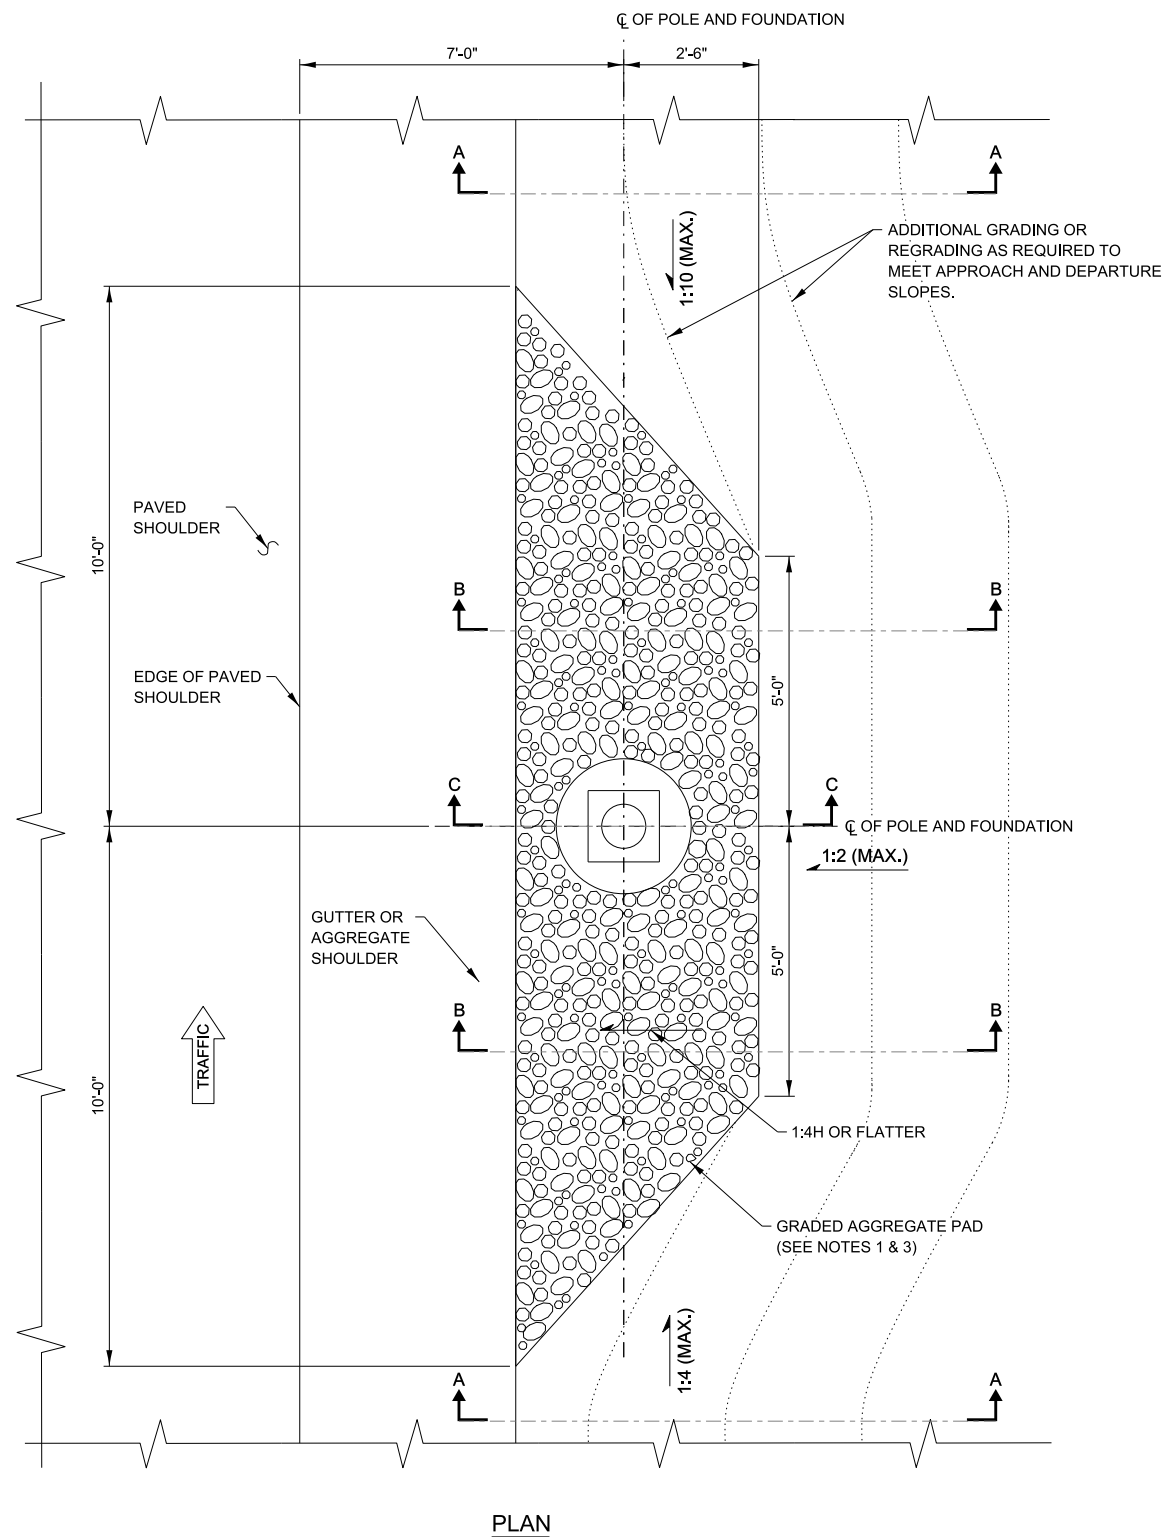 ℄ OF POLE AND FOUNDATION
7'-0"
2'-6"
A
A
1:10 (MAX.)
ADDITIONAL GRADING OR
REGRADING AS REQUIRED TO
MEET APPROACH AND DEPARTURE
SLOPES.
PAVED
SHOULDER
10'-0"
B
B
EDGE OF PAVED
SHOULDER
5'-0"
C
C
℄ OF POLE AND FOUNDATION
1:2 (MAX.)
GUTTER OR
AGGREGATE
SHOULDER
5'-0"
B
B
TRAFFIC
10'-0"
1:4H OR FLATTER
GRADED AGGREGATE PAD
(SEE NOTES 1 & 3)
1:4 (MAX.)
A
A
PLAN